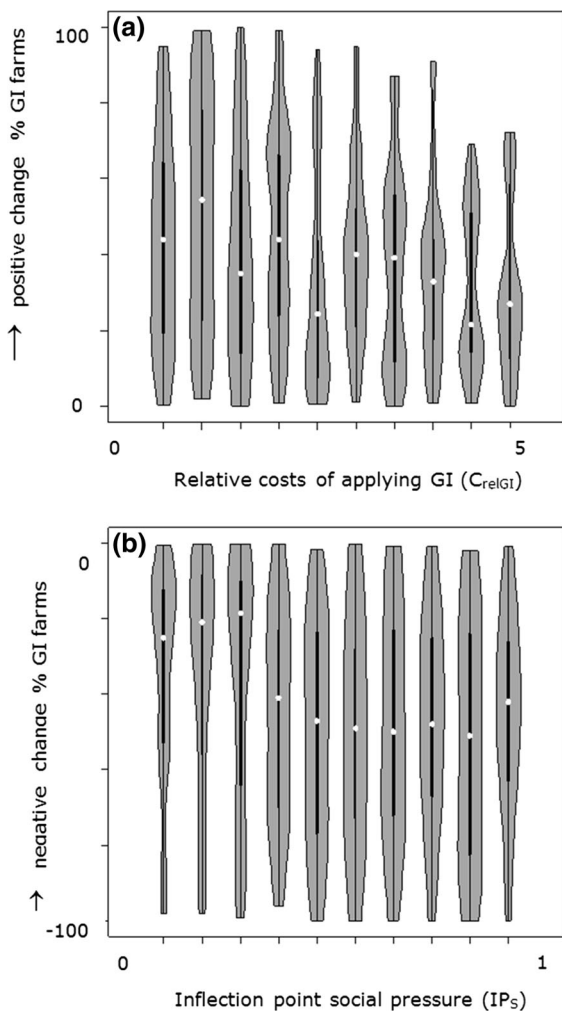 (a)
100
→ positive change % GI farms
0
0 5
Relative costs of applying GI (CrelGI)
(b)
0
→ negative change % GI farms
-100
0 1
Inflection point social pressure (IPS)